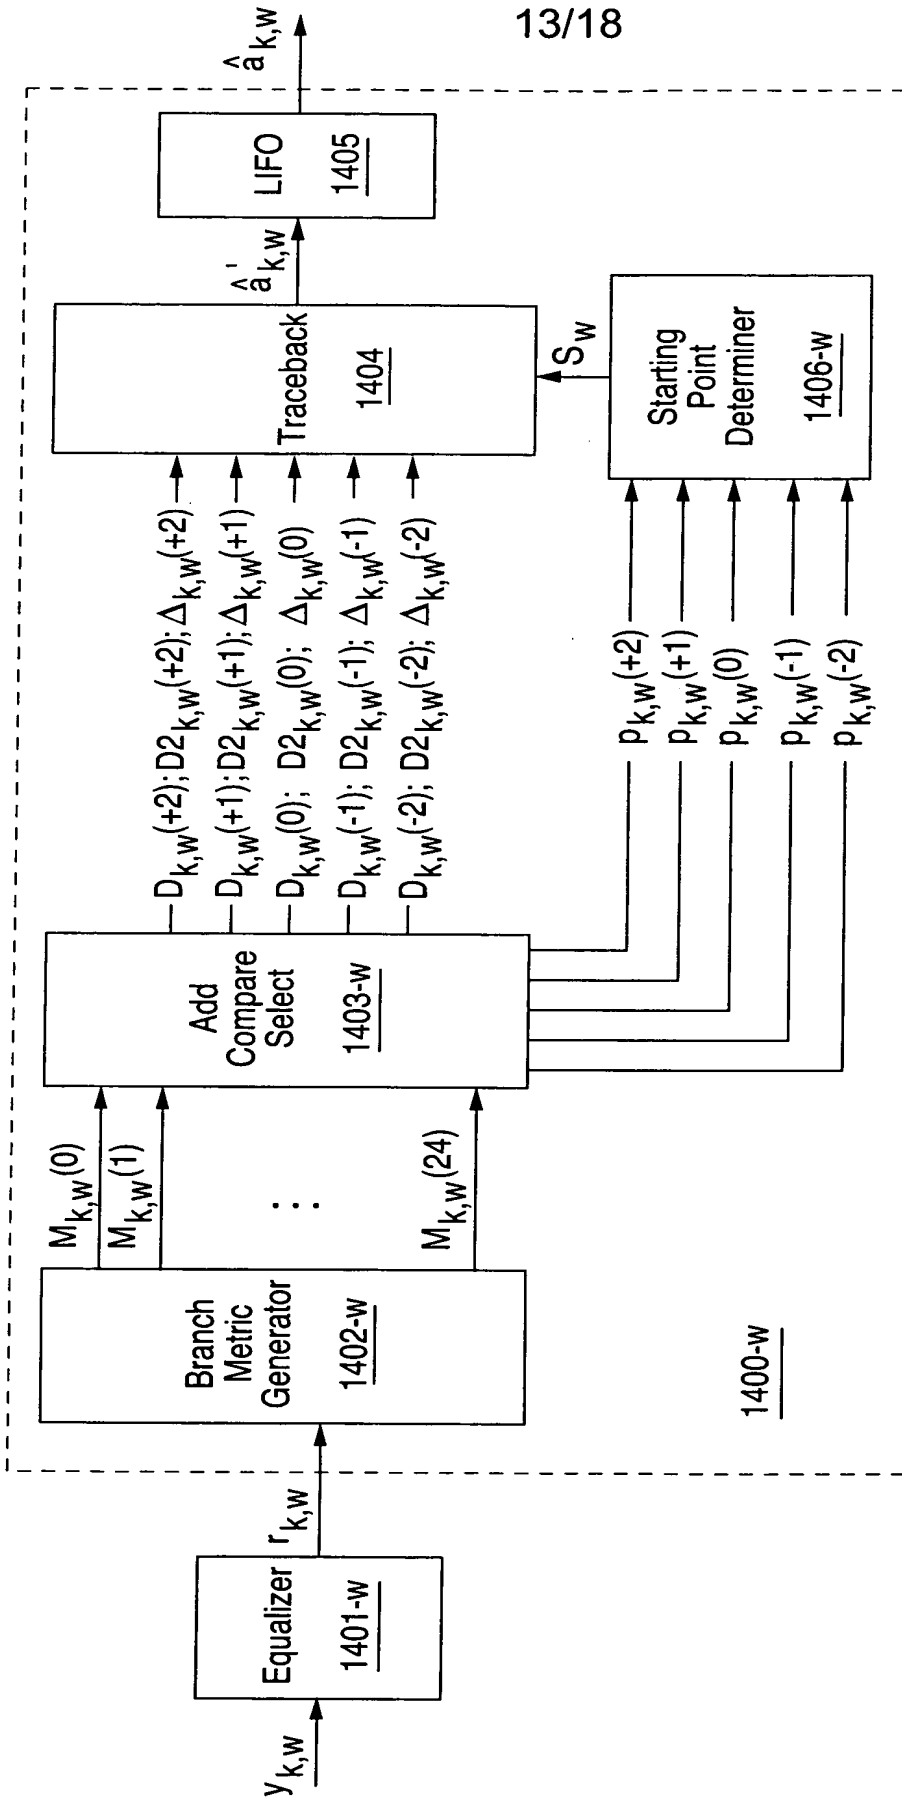 13/18
y_k,w
Equalizer
1401-w
r_k,w
Branch
Metric
Generator
1402-w
M_k,w(0)
M_k,w(1)
. . .
M_k,w(24)
Add
Compare
Select
1403-w
D_k,w(+2); D2_k,w(+2); Δ_k,w(+2)
D_k,w(+1); D2_k,w(+1); Δ_k,w(+1)
D_k,w(0); D2_k,w(0); Δ_k,w(0)
D_k,w(-1); D2_k,w(-1); Δ_k,w(-1)
D_k,w(-2); D2_k,w(-2); Δ_k,w(-2)
p_k,w(+2)
p_k,w(+1)
p_k,w(0)
p_k,w(-1)
p_k,w(-2)
Traceback
1404
S_w
Starting
Point
Determiner
1406-w
â'_k,w
LIFO
1405
â_k,w
1400-w